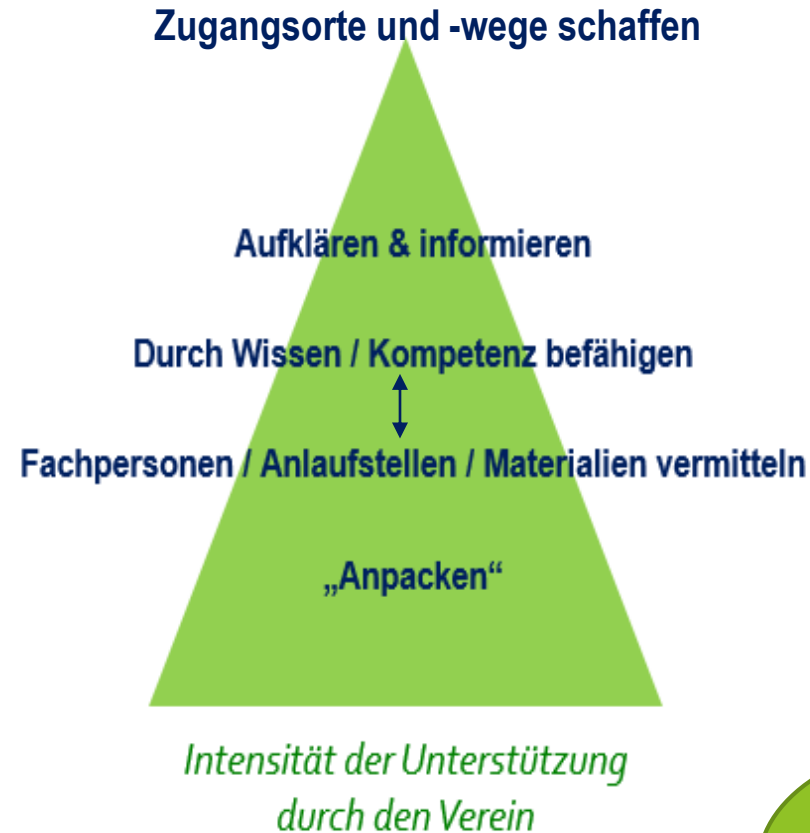 Zugangsorte und -wege schaffen
Aufklären & informieren
Durch Wissen / Kompetenz befähigen
Fachpersonen / Anlaufstellen / Materialien vermitteln
„Anpacken“
Intensität der Unterstützung
durch den Verein